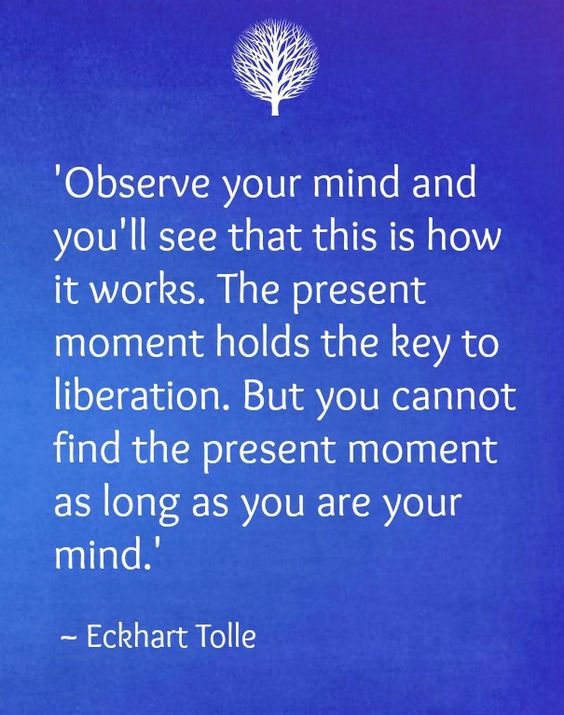 'Observe your mind and
you'll see that this is how
it works. The present
moment holds the key to
liberation. But you cannot
find the present moment
as long as you are your
mind.'
~ Eckhart Tolle